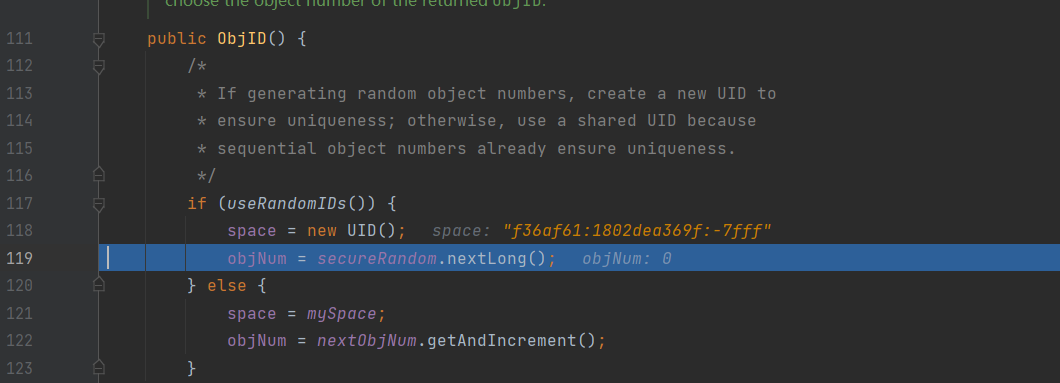 choose the object number of the returned ObjID.
111 public ObjID() {
112 /*
113 * If generating random object numbers, create a new UID to
114 * ensure uniqueness; otherwise, use a shared UID because
115 * sequential object numbers already ensure uniqueness.
116 */
117 if (useRandomIDs()) {
118 space = new UID(); space: "f36af61:1802dea369f:-7fff"
119 objNum = secureRandom.nextLong(); objNum: 0
120 } else {
121 space = mySpace;
122 objNum = nextObjNum.getAndIncrement();
123 }